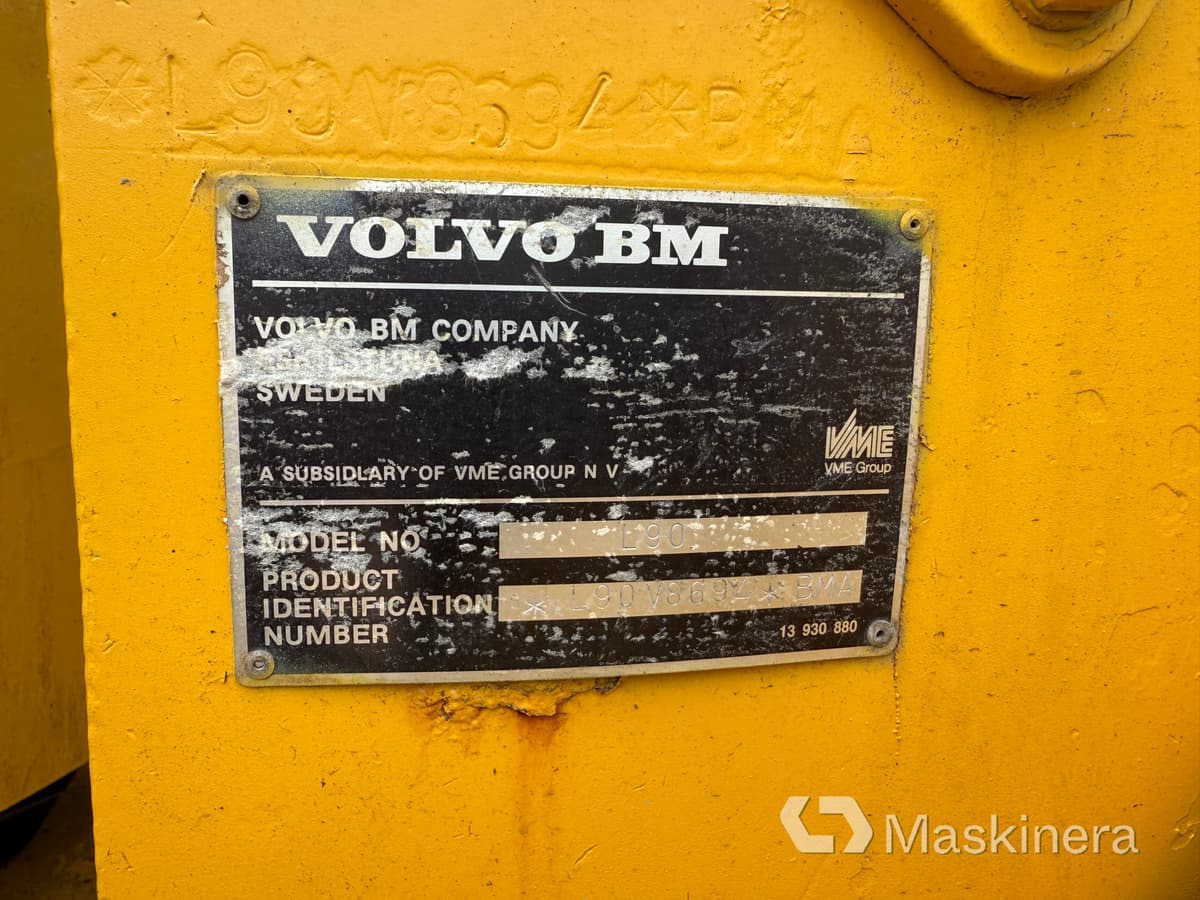 *L90V8694*BMA
VOLVO BM
VOLVO BM COMPANY
SWEDEN
VME
VME Group
A SUBSIDLARY OF VME GROUP N V
MODEL NO L90
PRODUCT
IDENTIFICATION *L90V8694*BMA
NUMBER
13 930 880
Maskinera